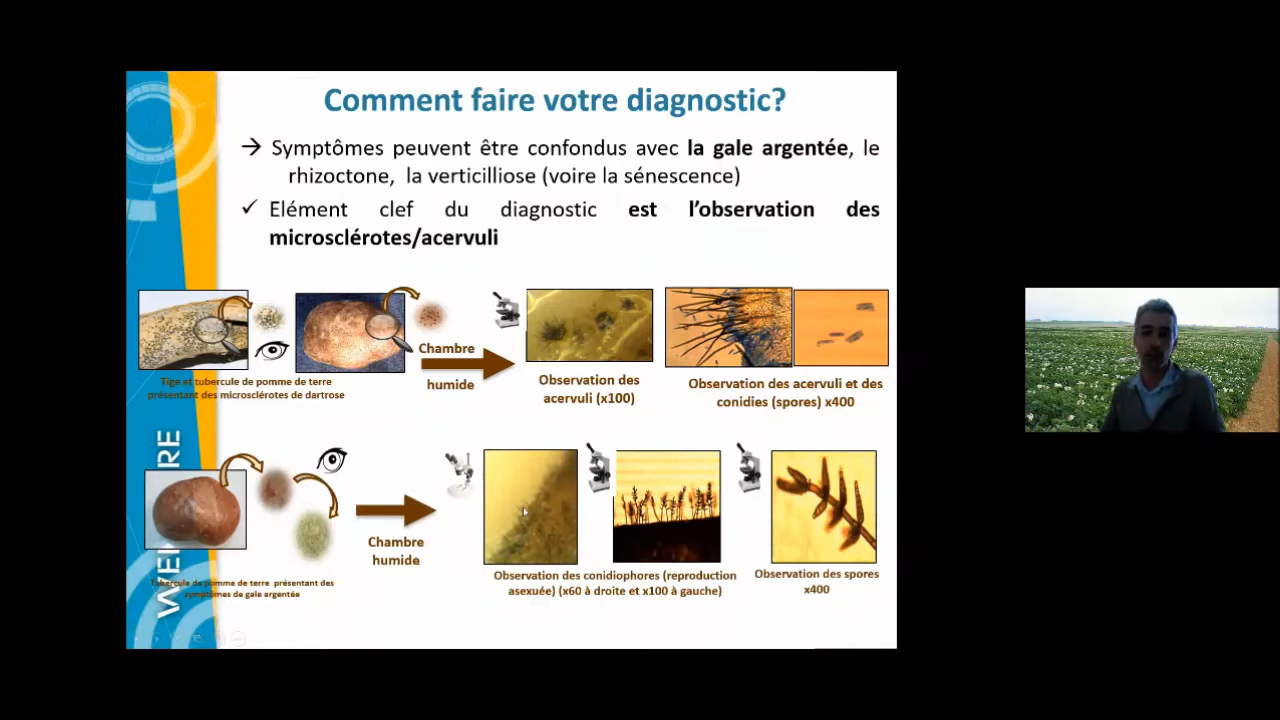 Comment faire votre diagnostic?
→ Symptômes peuvent être confondus avec la gale argentée, le
rhizoctone, la verticilliose (voire la sénescence)
✓ Elément clef du diagnostic est l’observation des
microsclérotes/acervuli
Chambre
humide
Tige et tubercule de pomme de terre
présentant des microsclérotes de dartrose
Observation des
acervuli (x100)
Observation des acervuli et des
conidies (spores) x400
Chambre
humide
Tubercule de pomme de terre présentant des
symptômes de gale argentée
Observation des conidiophores (reproduction
asexuée) (x60 à droite et x100 à gauche)
Observation des spores
x400